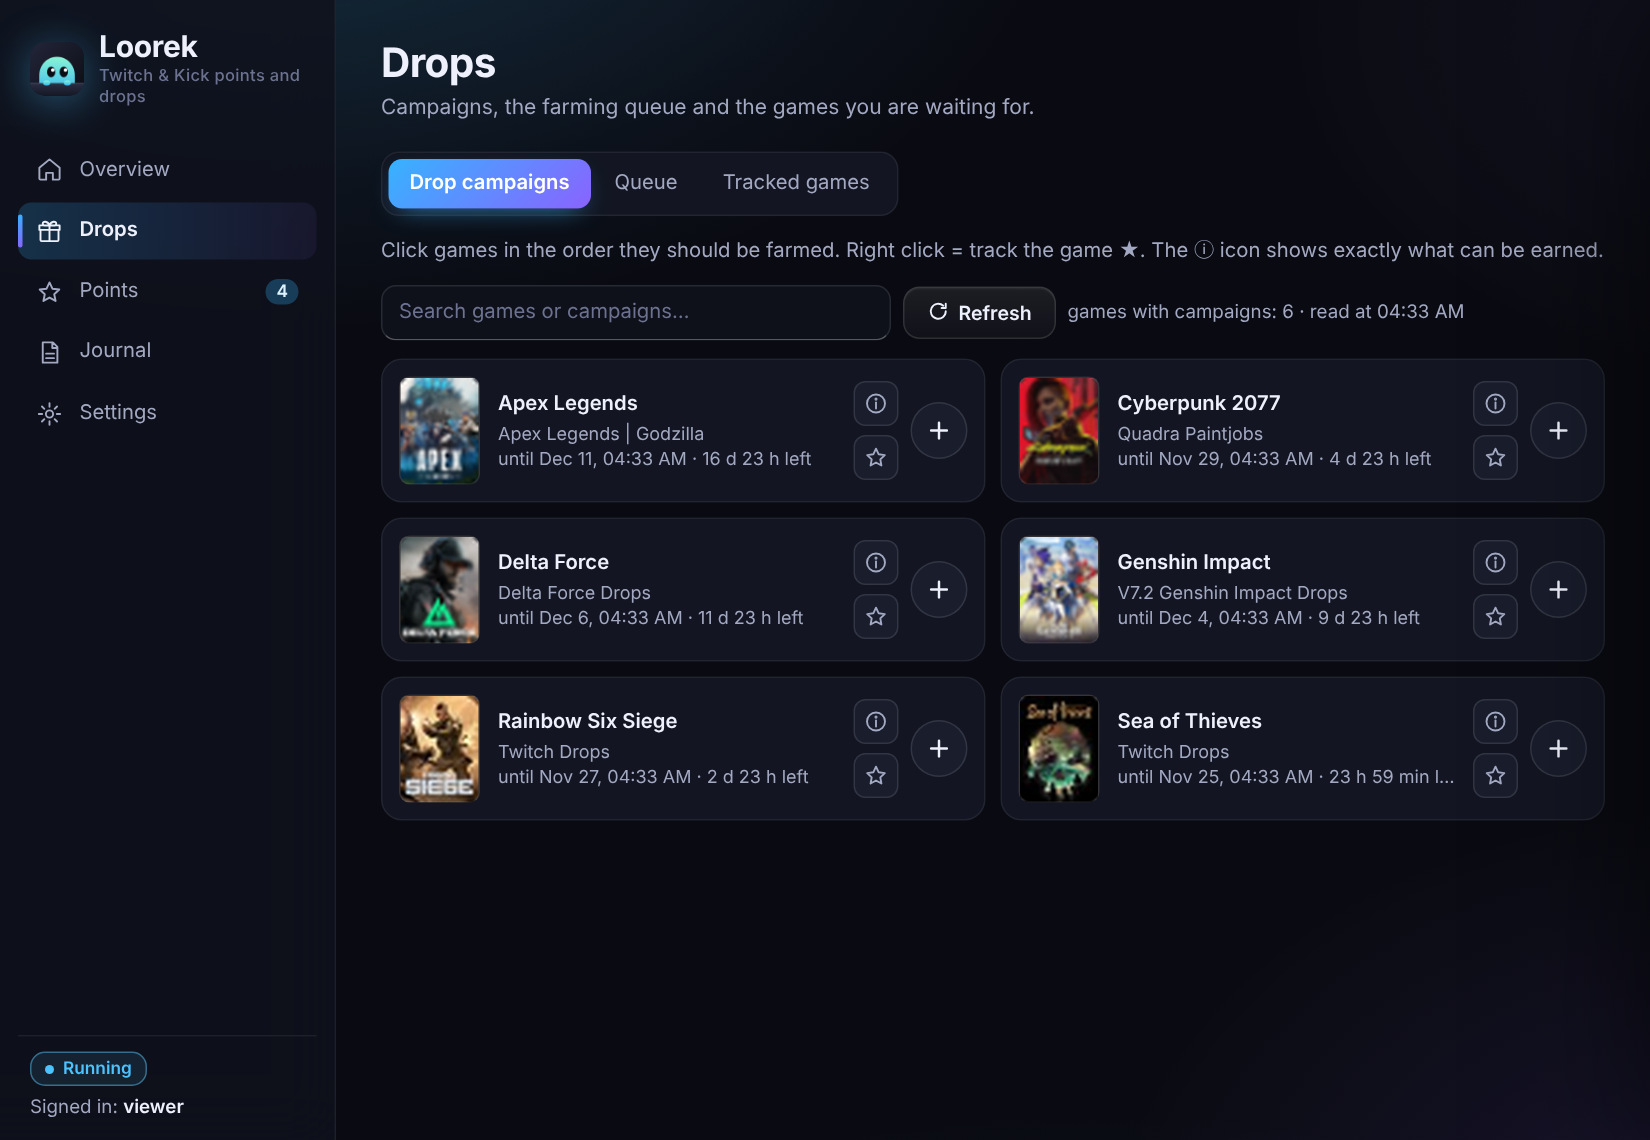 Loorek
Twitch & Kick points and
drops
Overview
Drops
Points
4
Journal
Settings
Running
Signed in: viewer
Drops
Campaigns, the farming queue and the games you are waiting for.
Drop campaigns
Queue
Tracked games
Click games in the order they should be farmed. Right click = track the game ★. The ⓘ icon shows exactly what can be earned.
Search games or campaigns...
Refresh
games with campaigns: 6 · read at 04:33 AM
APEX
Apex Legends
Apex Legends | Godzilla
until Dec 11, 04:33 AM · 16 d 23 h left
Cyberpunk 2077
Quadra Paintjobs
until Nov 29, 04:33 AM · 4 d 23 h left
DELTA FORCE
Delta Force
Delta Force Drops
until Dec 6, 04:33 AM · 11 d 23 h left
Genshin Impact
V7.2 Genshin Impact Drops
until Dec 4, 04:33 AM · 9 d 23 h left
SIEGE
Rainbow Six Siege
Twitch Drops
until Nov 27, 04:33 AM · 2 d 23 h left
Sea of Thieves
Sea of Thieves
Twitch Drops
until Nov 25, 04:33 AM · 23 h 59 min l...